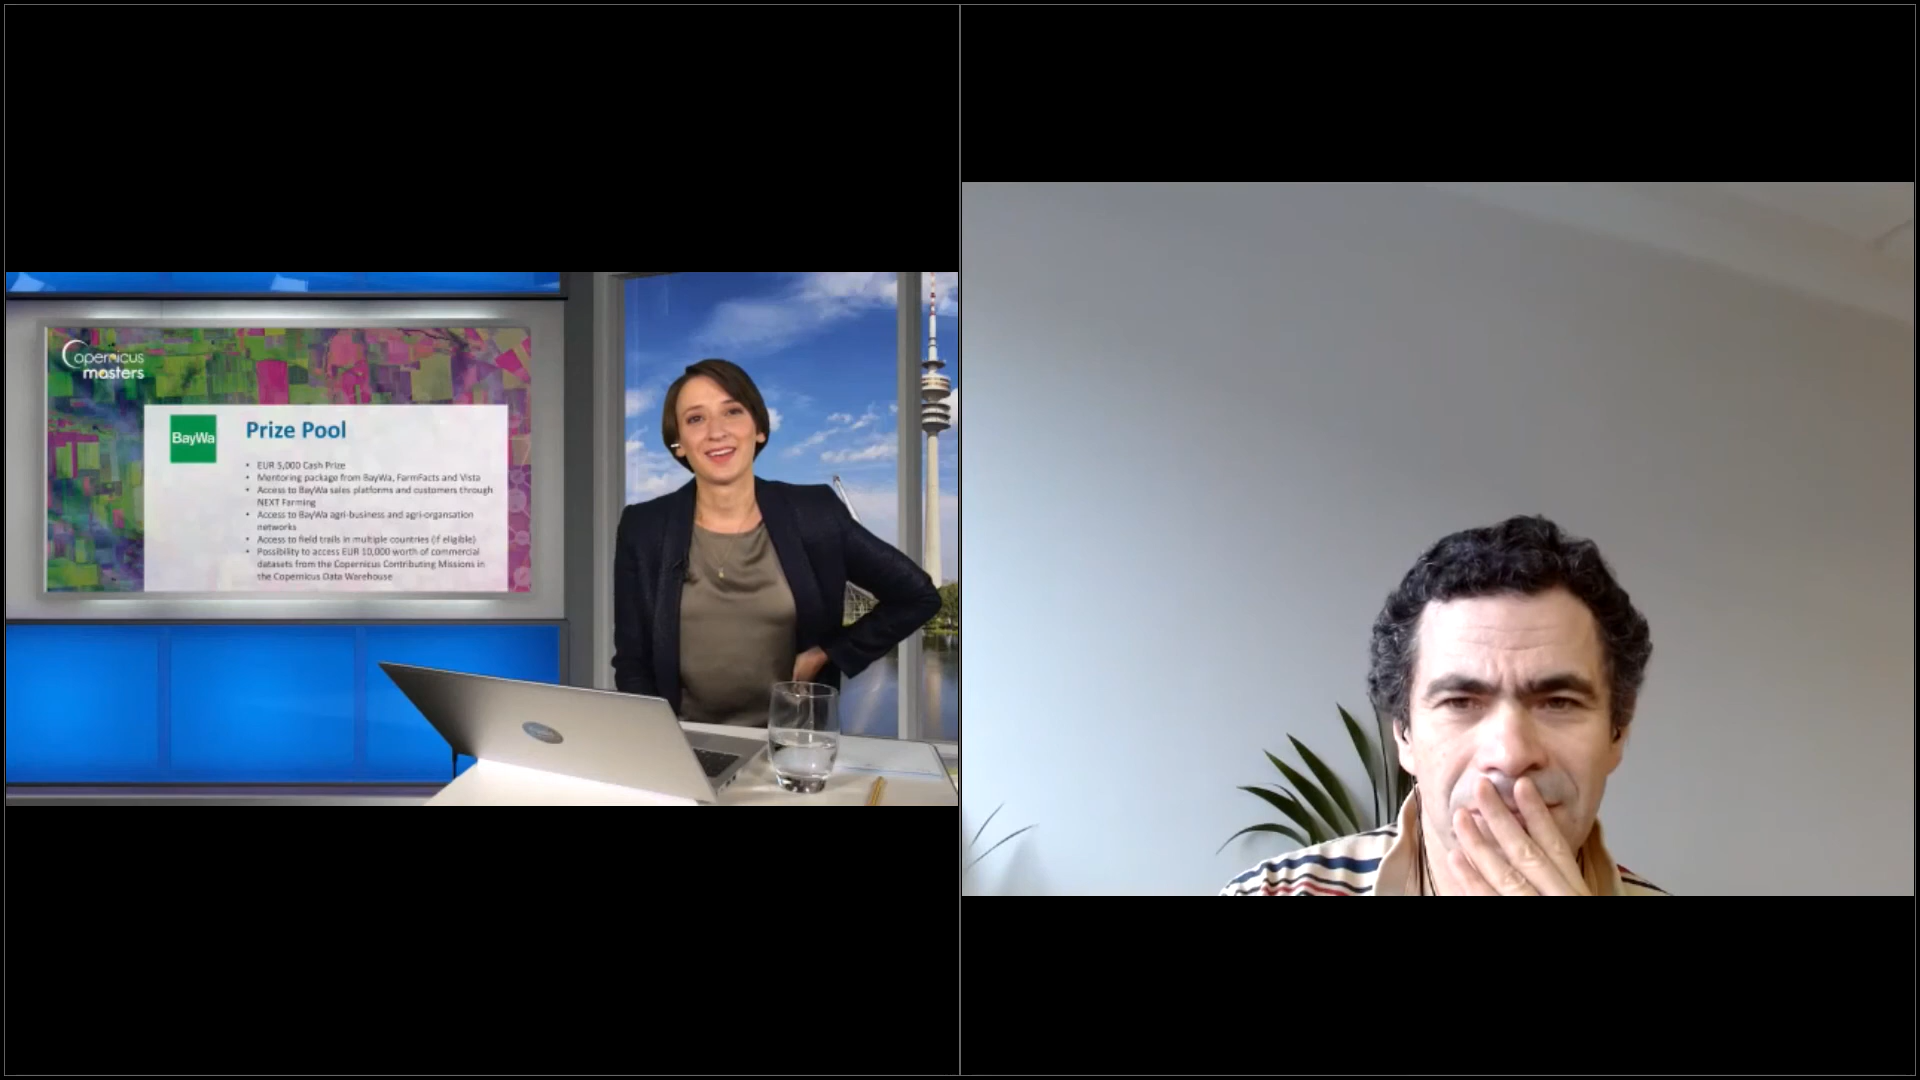 Copernicus
masters
BayWa
Prize Pool
• EUR 5,000 Cash Prize
• Mentoring package from BayWa, FarmFacts and Vista
• Access to BayWa sales platforms and customers through
NEXT Farming
• Access to BayWa agri-business and agri-organsation
networks
• Access to field trails in multiple countries (if eligible)
• Possibility to access EUR 10,000 worth of commercial
datasets from the Copernicus Contributing Missions in
the Copernicus Data Warehouse